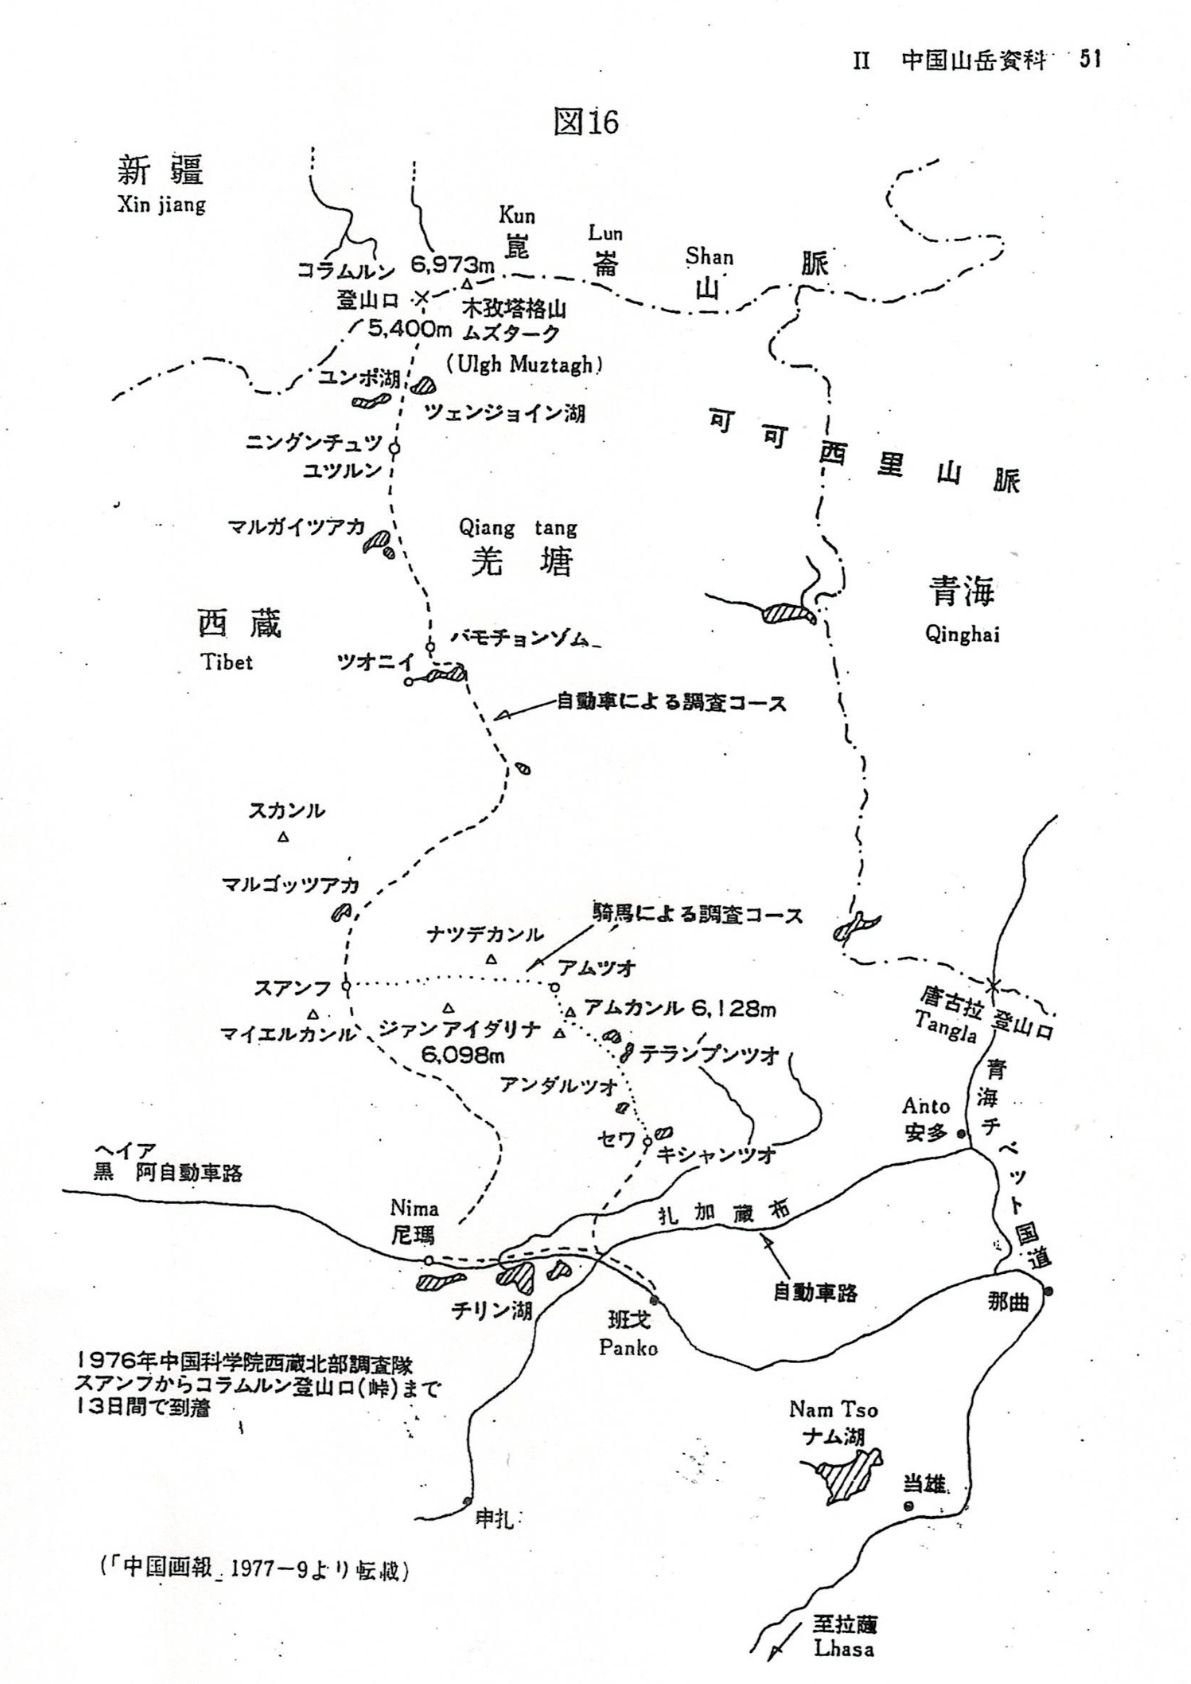 II 中国山岳資料 51
図16
新疆
Xin jiang
Kun
崑
Lun
崙
Shan
山
脈
コラムルン
登山口
5,400m
6,973m
木孜塔格山
ムズターク
(Ulgh Muztagh)
ユンポ湖
ツェンジョイン湖
ニングンチュツ
ユツルン
可可西里山脈
マルガイツアカ
Qiang tang
羌塘
青海
Qinghai
西蔵
Tibet
バモチョンゾム
ツオニイ
自動車による調査コース
スカンル
マルゴッツアカ
騎馬による調査コース
ナツデカンル
アムツオ
スアンフ
マイエルカンル
ジァンアイダリナ
6,098m
アムカンル 6,128m
テランプンツオ
アンダルツオ
セワ
キシャンツオ
唐古拉 登山口
Tangla
青海チベット国道
Anto
安多
ヘイア
黒 阿自動車路
Nima
尼瑪
扎加蔵布
自動車路
チリン湖
班戈
Panko
那曲
1976年中国科学院西蔵北部調査隊
スアンフからコラムルン登山口(峠)まで
13日間で到着
Nam Tso
ナム湖
当雄
申扎
(「中国画報」1977－9より転載)
至拉薩
Lhasa